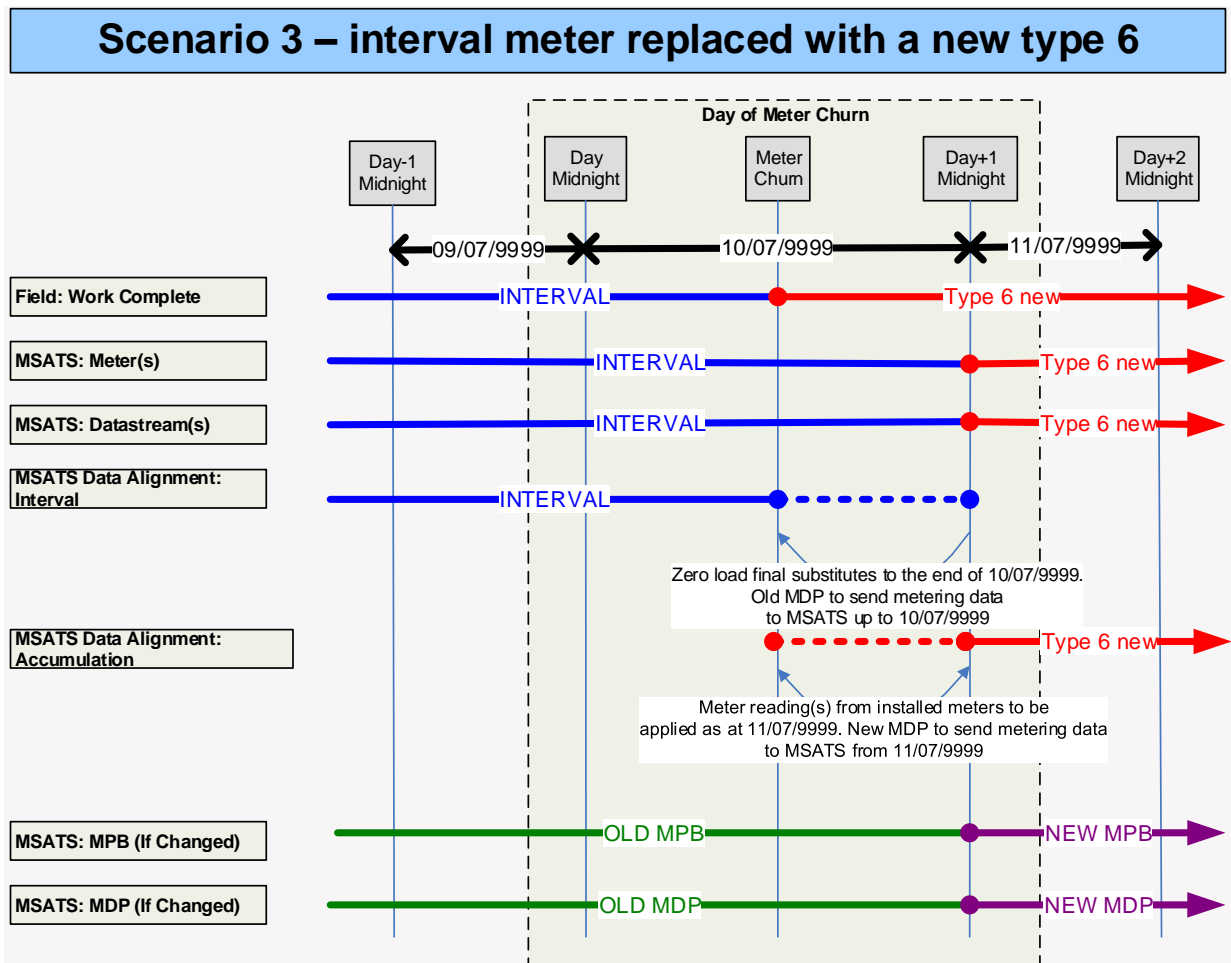 Scenario 3 – interval meter replaced with a new type 6
Day of Meter Churn
Day-1
Midnight
Day
Midnight
Meter
Churn
Day+1
Midnight
Day+2
Midnight
09/07/9999
10/07/9999
11/07/9999
Field: Work Complete
INTERVAL
Type 6 new
MSATS: Meter(s)
INTERVAL
Type 6 new
MSATS: Datastream(s)
INTERVAL
Type 6 new
MSATS Data Alignment:
Interval
INTERVAL
Zero load final substitutes to the end of 10/07/9999.
Old MDP to send metering data
to MSATS up to 10/07/9999
MSATS Data Alignment:
Accumulation
Type 6 new
Meter reading(s) from installed meters to be
applied as at 11/07/9999. New MDP to send metering data
to MSATS from 11/07/9999
MSATS: MPB (If Changed)
OLD MPB
NEW MPB
MSATS: MDP (If Changed)
OLD MDP
NEW MDP